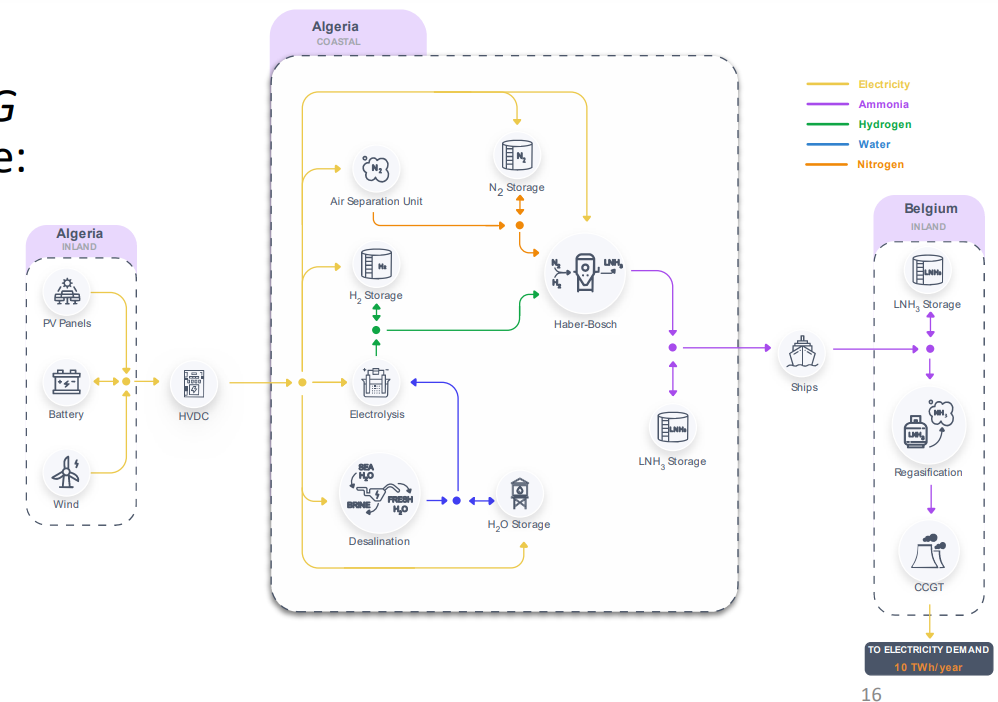 G
e:
Algeria
COASTAL
Electricity
Ammonia
Hydrogen
Water
Nitrogen
N₂
Air Separation Unit
N₂
N₂ Storage
Belgium
INLAND
Algeria
INLAND
PV Panels
Battery
Wind
HVDC
H₂
H₂ Storage
N₂
H₂
LNH₃
Haber-Bosch
Electrolysis
SEA
H₂O
BRINE
FRESH
H₂O
Desalination
H₂O Storage
LNH₃
LNH₃ Storage
Ships
LNH₃
LNH₃ Storage
LNH₃
NH₃
Regasification
CCGT
TO ELECTRICITY DEMAND
10 TWh/year
16